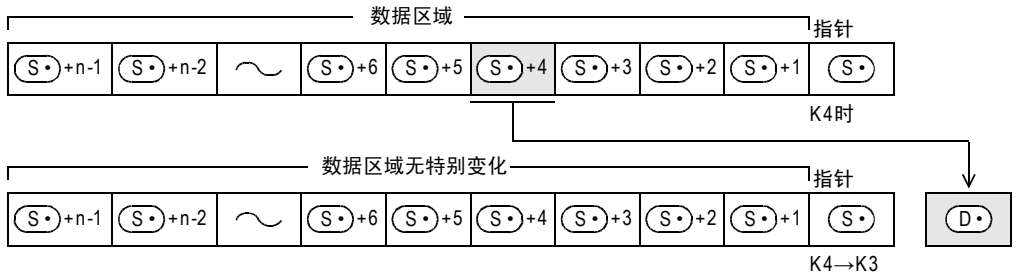 数据区域
指针
S• +n-1 S• +n-2 S• +6 S• +5 S• +4 S• +3 S• +2 S• +1 S•
K4时
数据区域无特别变化
指针
S• +n-1 S• +n-2 S• +6 S• +5 S• +4 S• +3 S• +2 S• +1 S• D•
K4→K3